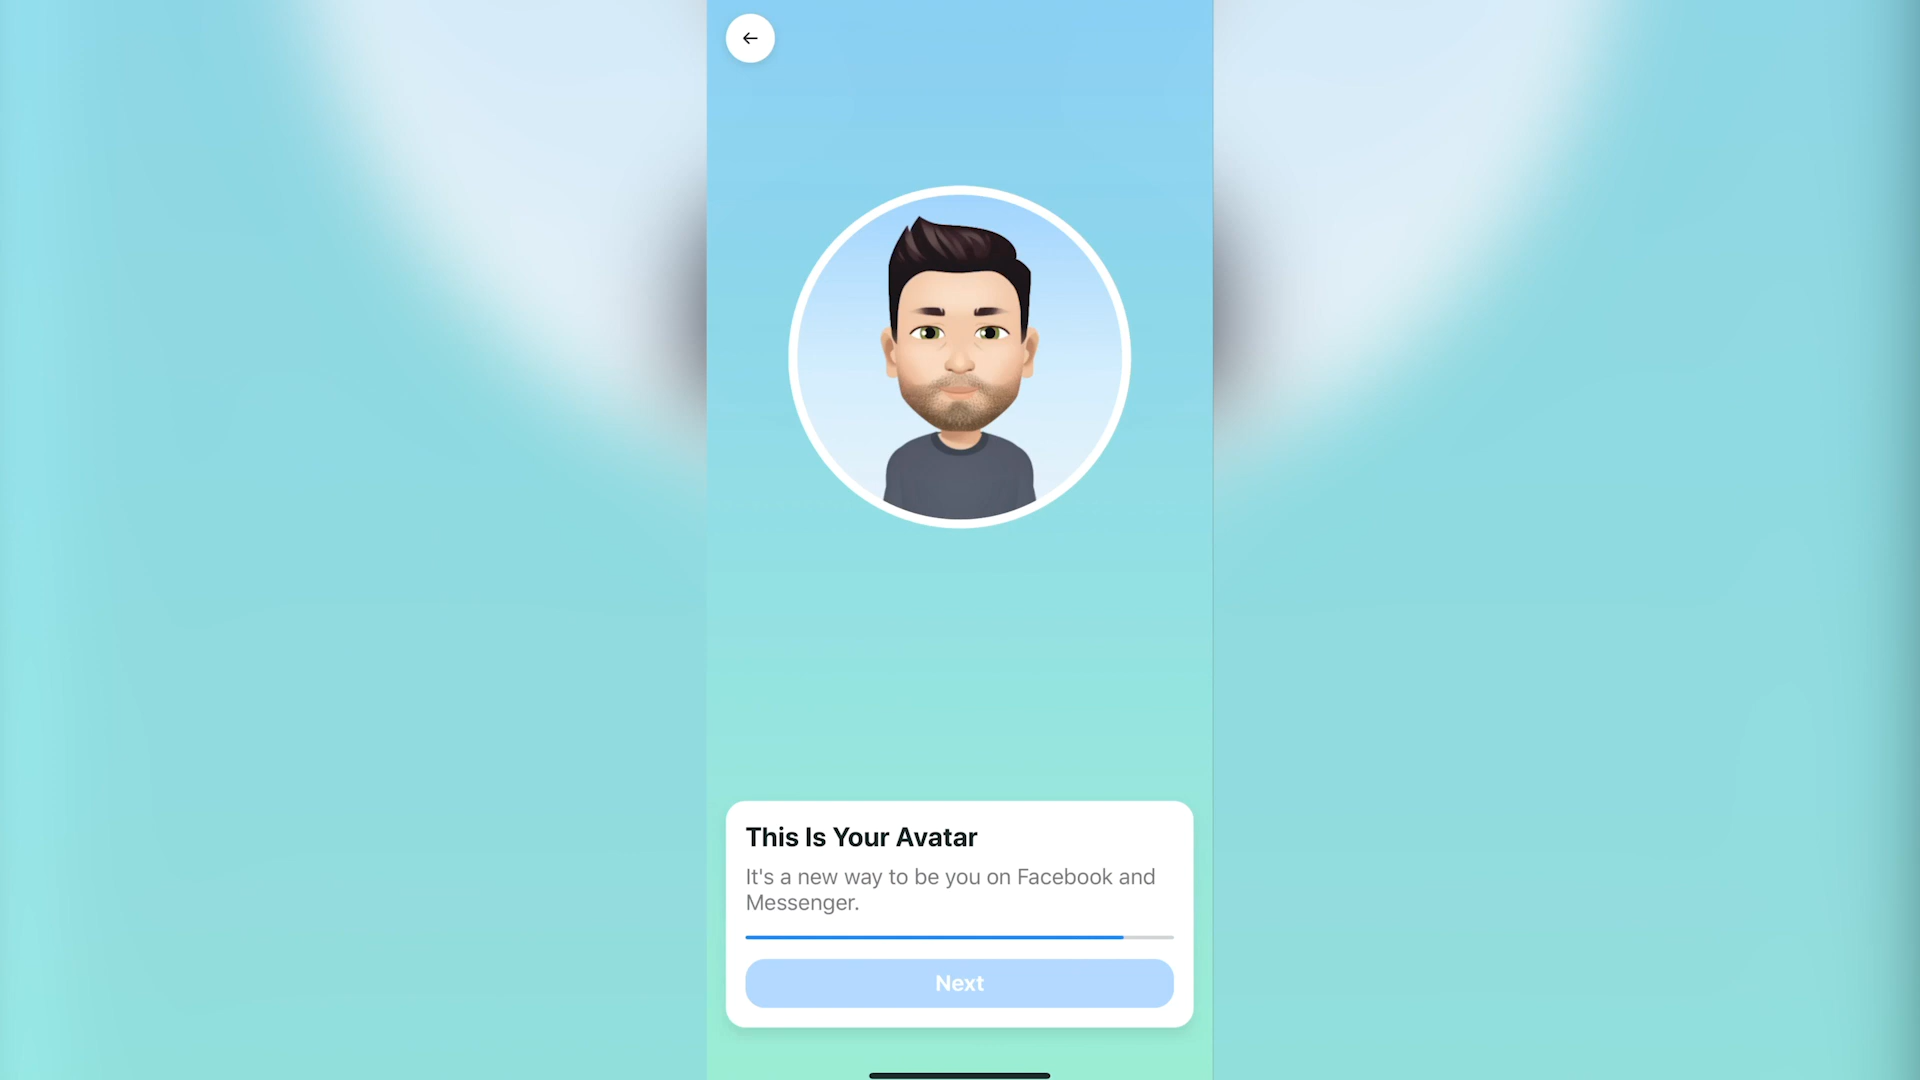 This Is Your Avatar
It's a new way to be you on Facebook and
Messenger.
Next